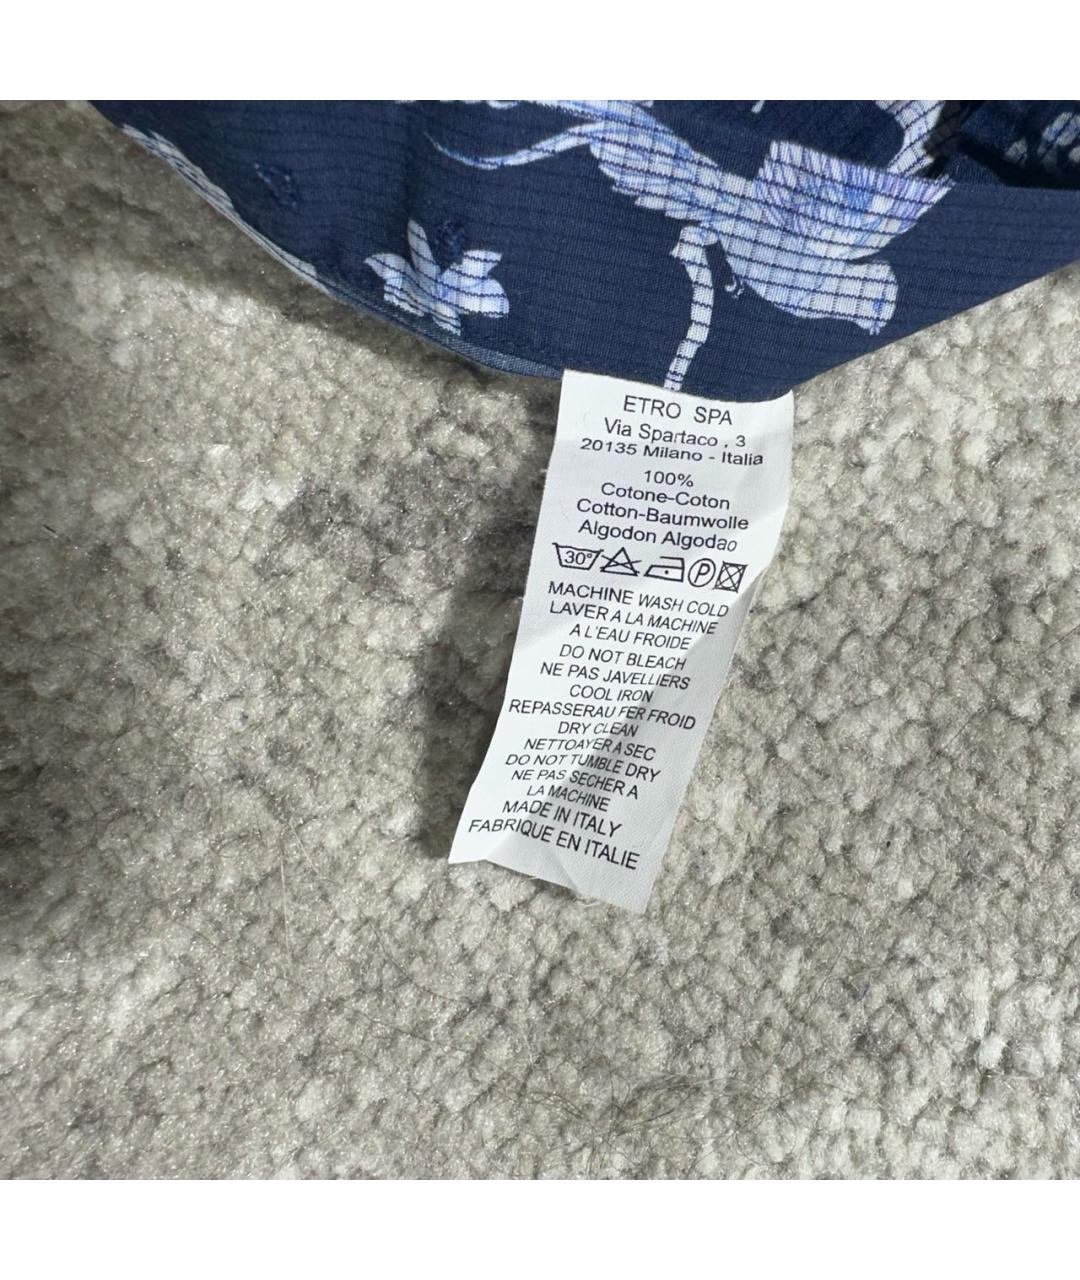 ETRO SPA
Via Spartaco , 3
20135 Milano - Italia
100%
Cotone-Coton
Cotton-Baumwolle
Algodon Algodao
30°
P
MACHINE WASH COLD
LAVER A LA MACHINE
A L'EAU FROIDE
DO NOT BLEACH
NE PAS JAVELLIERS
COOL IRON
REPASSERAU FER FROID
DRY CLEAN
NETTOAYER A SEC
DO NOT TUMBLE DRY
NE PAS SECHER A
LA MACHINE
MADE IN ITALY
FABRIQUE EN ITALIE